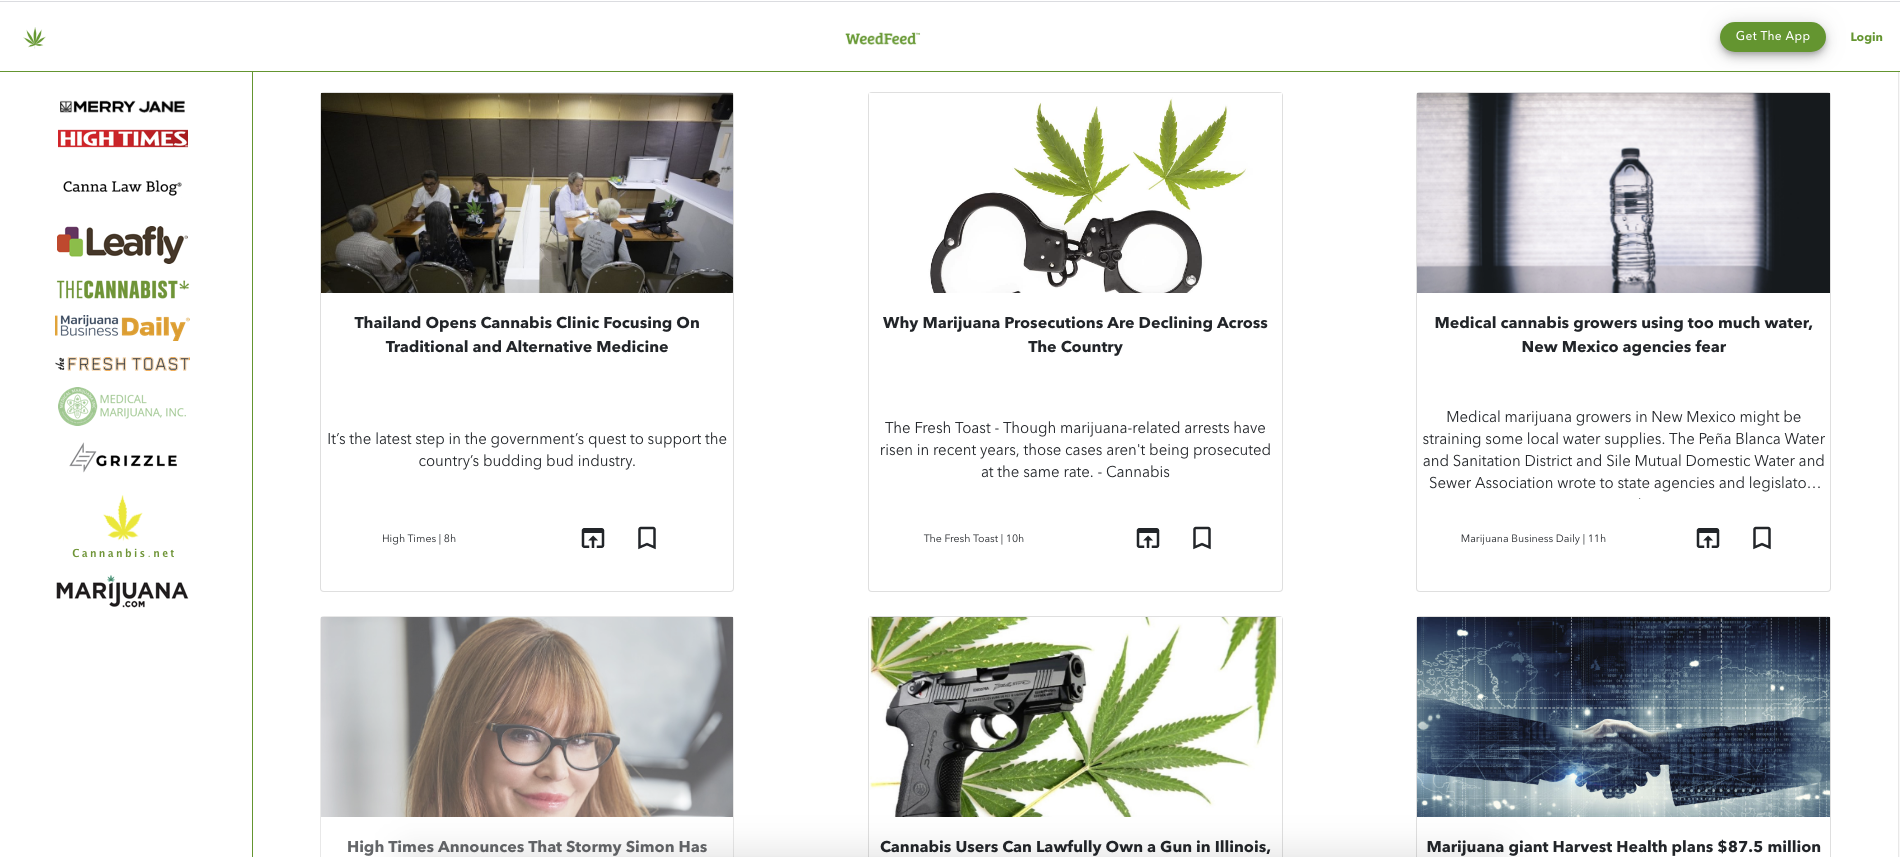 WeedFeed™
Get The App
Login
MERRY JANE
HIGH TIMES
Canna Law Blog®
Leafly
THE CANNABIST
Marijuana
Business Daily
the FRESH TOAST
MEDICAL
MARIJUANA, INC.
GRIZZLE
Cannanbis.net
MARIJUANA
.COM
Thailand Opens Cannabis Clinic Focusing On
Traditional and Alternative Medicine
It's the latest step in the government's quest to support the
country's budding bud industry.
High Times | 8h
Why Marijuana Prosecutions Are Declining Across
The Country
The Fresh Toast - Though marijuana-related arrests have
risen in recent years, those cases aren't being prosecuted
at the same rate. - Cannabis
The Fresh Toast | 10h
Medical cannabis growers using too much water,
New Mexico agencies fear
Medical marijuana growers in New Mexico might be
straining some local water supplies. The Peña Blanca Water
and Sanitation District and Sile Mutual Domestic Water and
Sewer Association wrote to state agencies and legislato…
Marijuana Business Daily | 11h
High Times Announces That Stormy Simon Has
Cannabis Users Can Lawfully Own a Gun in Illinois,
Marijuana giant Harvest Health plans $87.5 million